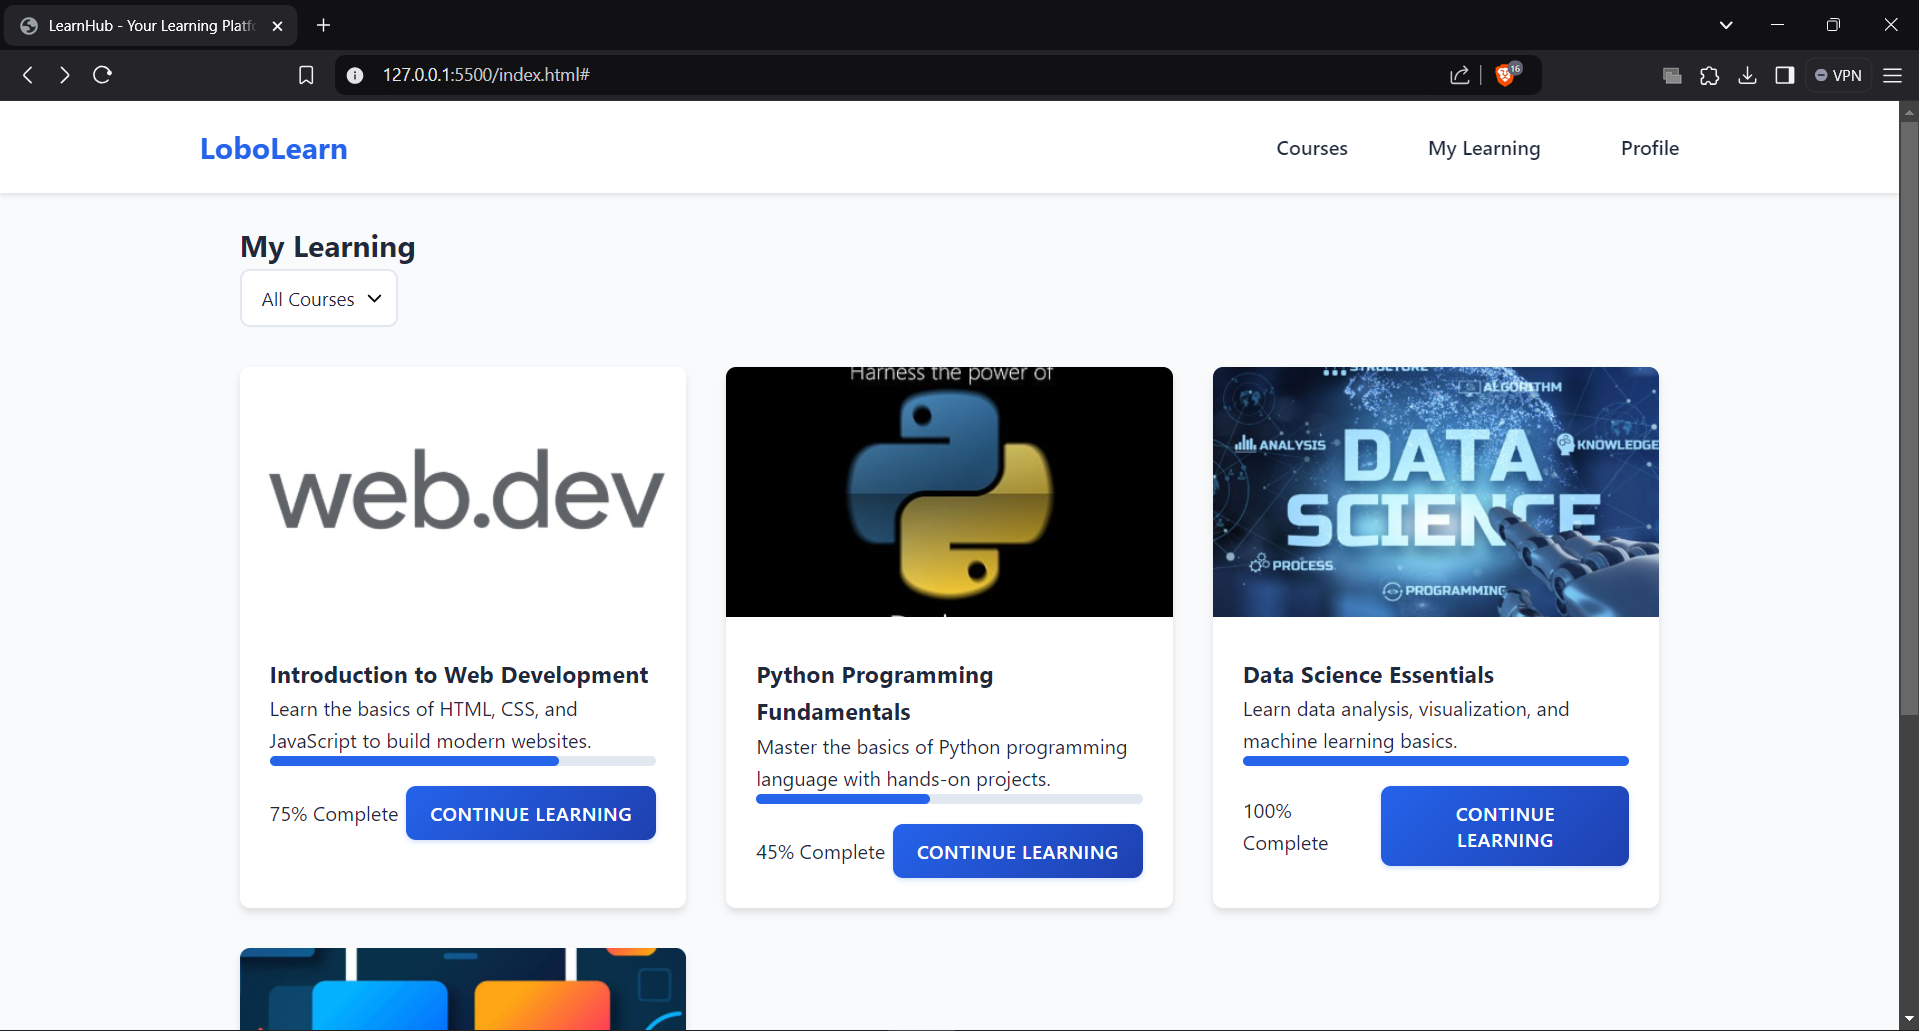 LearnHub - Your Learning Platf
127.0.0.1:5500/index.html#
16
VPN
LoboLearn
Courses
My Learning
Profile
My Learning
All Courses
web.dev
Harness the power of
STRUCTURE
ALGORITHM
ANALYSIS
KNOWLEDGE
DATA
SCIENCE
PROCESS
PROGRAMMING
Introduction to Web Development
Learn the basics of HTML, CSS, and
JavaScript to build modern websites.
75% Complete
CONTINUE LEARNING
Python Programming
Fundamentals
Master the basics of Python programming
language with hands-on projects.
45% Complete
CONTINUE LEARNING
Data Science Essentials
Learn data analysis, visualization, and
machine learning basics.
100%
Complete
CONTINUE
LEARNING